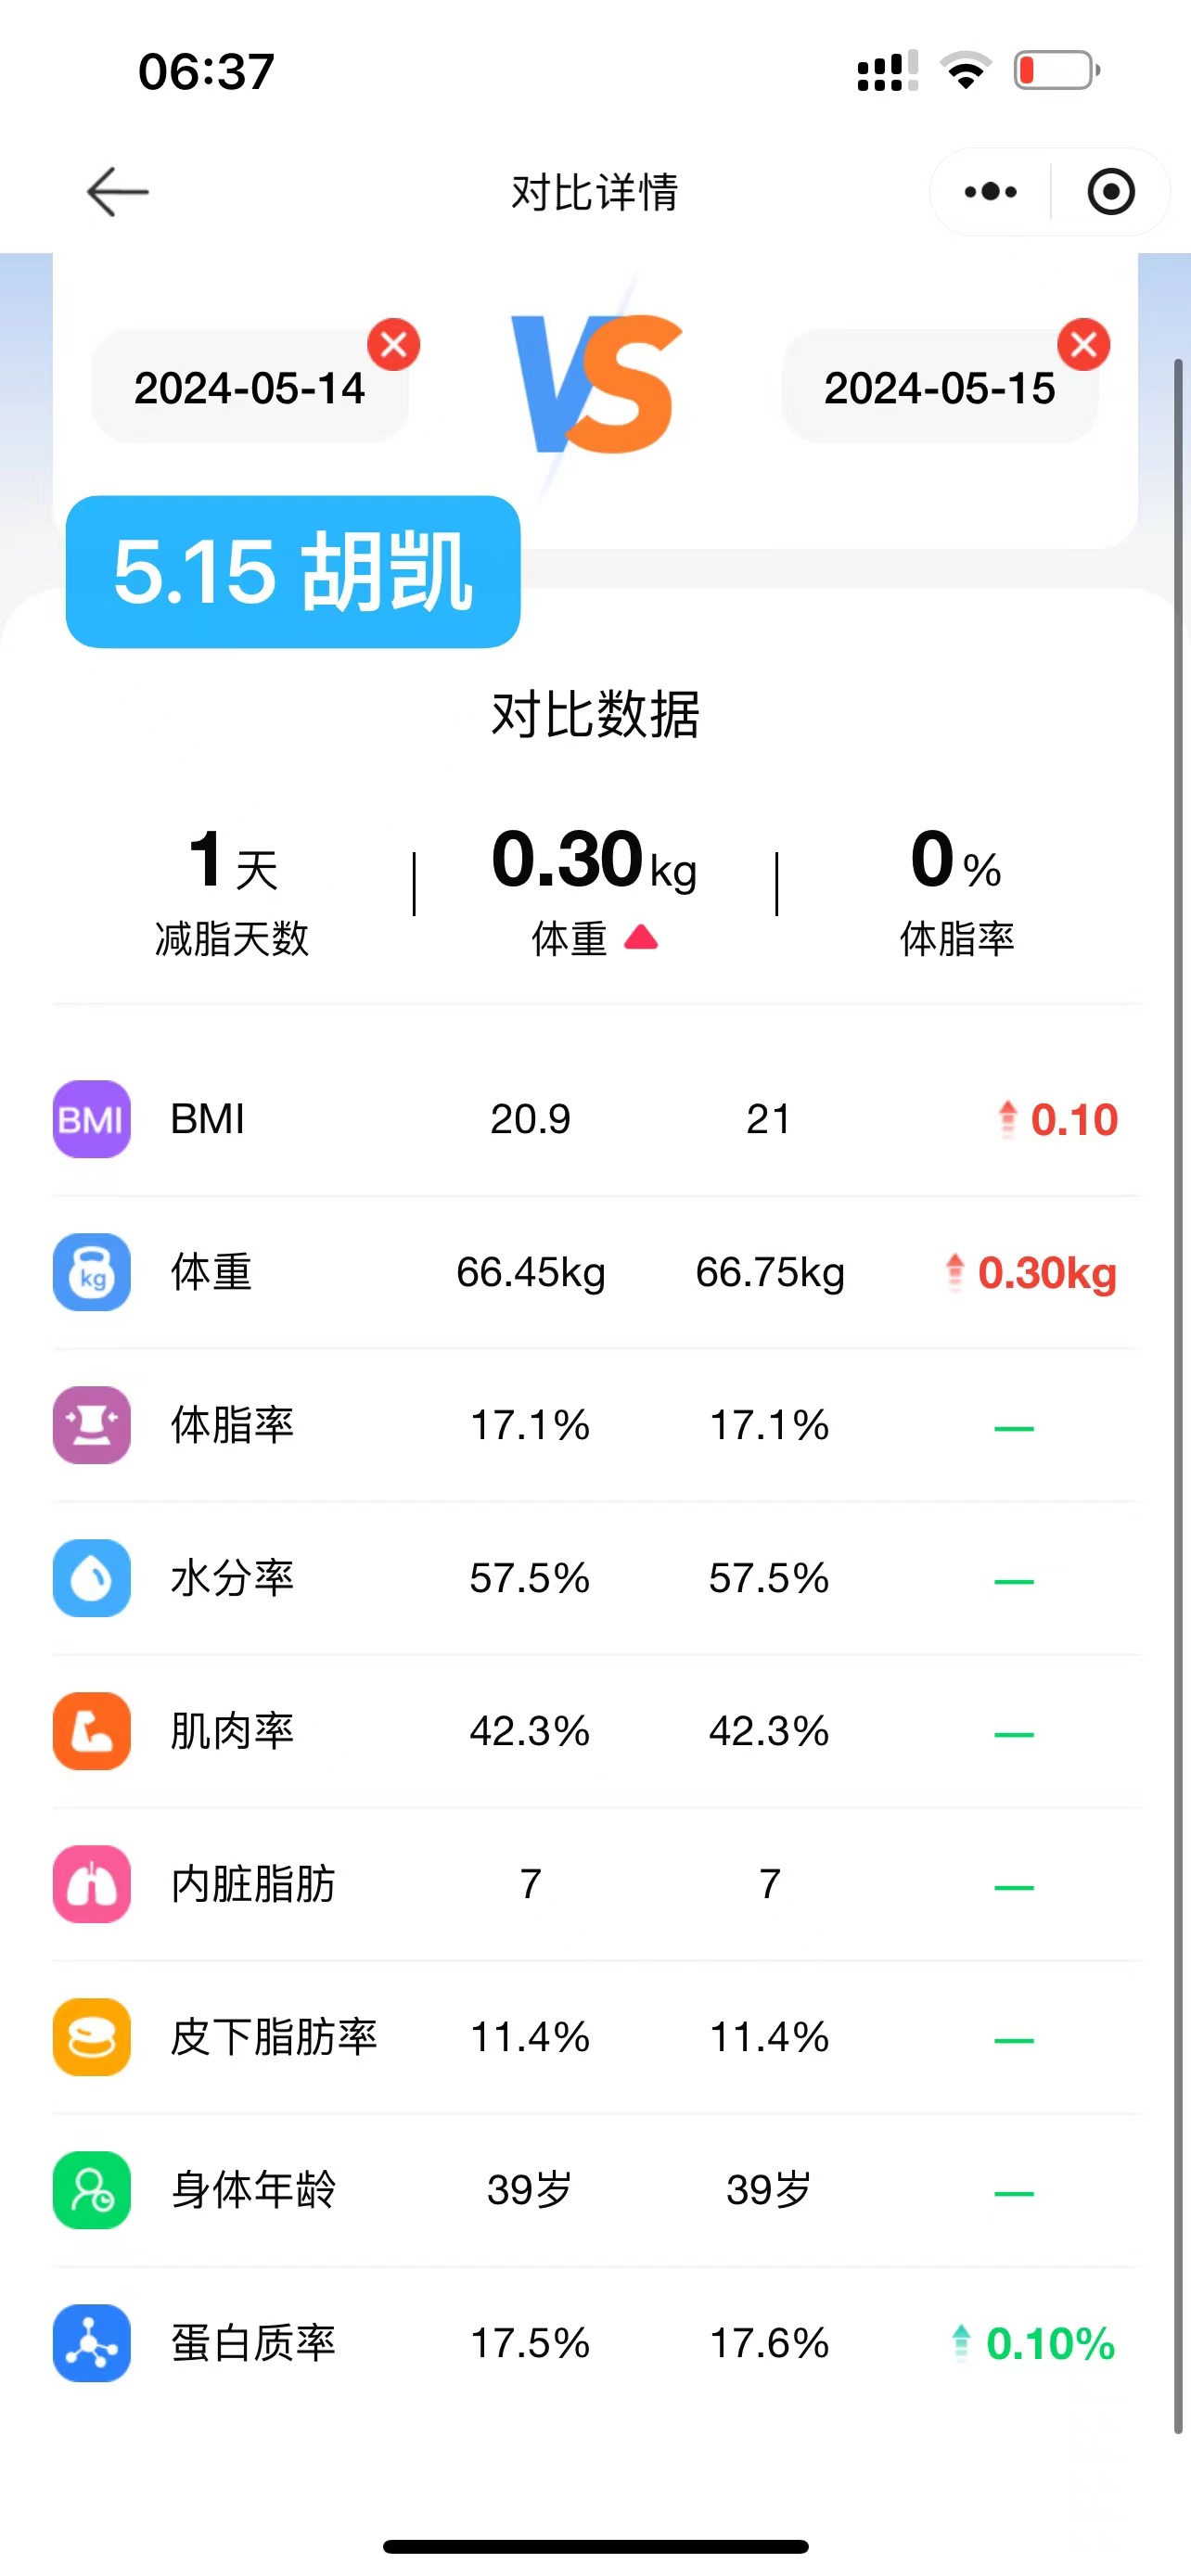 06:37
对比详情
2024-05-14 VS 2024-05-15
5.15 胡凯
对比数据
1天 0.30kg 0%
减脂天数 体重 体脂率
BMI BMI 20.9 21 0.10
kg 体重 66.45kg 66.75kg 0.30kg
体脂率 17.1% 17.1% —
水分率 57.5% 57.5% —
肌肉率 42.3% 42.3% —
内脏脂肪 7 7 —
皮下脂肪率 11.4% 11.4% —
身体年龄 39岁 39岁 —
蛋白质率 17.5% 17.6% 0.10%